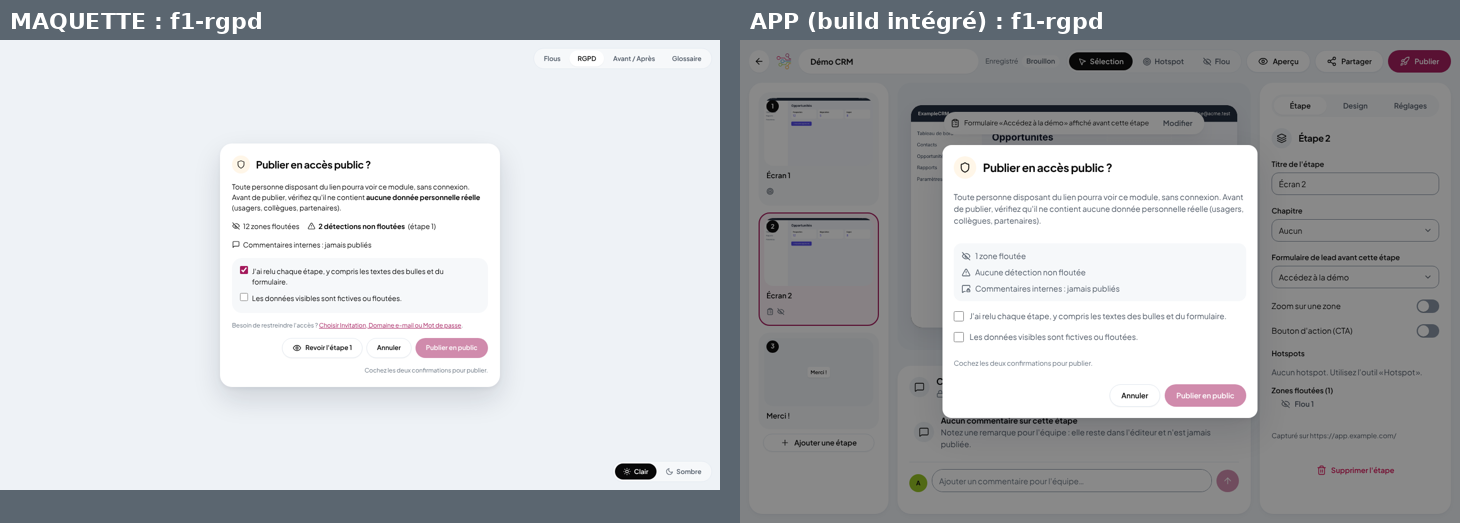 MAQUETTE : f1-rgpd
Flous RGPD Avant / Après Glossaire
Publier en accès public ?
Toute personne disposant du lien pourra voir ce module, sans connexion.
Avant de publier, vérifiez qu'il ne contient aucune donnée personnelle réelle
(usagers, collègues, partenaires).
12 zones floutées 2 détections non floutées (étape 1)
Commentaires internes : jamais publiés
J'ai relu chaque étape, y compris les textes des bulles et du
formulaire.
Les données visibles sont fictives ou floutées.
Besoin de restreindre l'accès ? Choisir Invitation, Domaine e-mail ou Mot de passe.
Revoir l'étape 1 Annuler Publier en public
Cochez les deux confirmations pour publier.
Clair Sombre
APP (build intégré) : f1-rgpd
Démo CRM Enregistré Brouillon Sélection Hotspot Flou Aperçu Partager Publier
1
Écran 1
2
Écran 2
3
Merci !
Merci !
Ajouter une étape
ExampleCRM
Formulaire « Accédez à la démo » affiché avant cette étape Modifier
Opportunités
Contacts
Rapports
Publier en accès public ?
Toute personne disposant du lien pourra voir ce module, sans connexion. Avant
de publier, vérifiez qu'il ne contient aucune donnée personnelle réelle (usagers,
collègues, partenaires).
1 zone floutée
Aucune détection non floutée
Commentaires internes : jamais publiés
J'ai relu chaque étape, y compris les textes des bulles et du formulaire.
Les données visibles sont fictives ou floutées.
Cochez les deux confirmations pour publier.
Annuler Publier en public
Aucun commentaire sur cette étape
Notez une remarque pour l'équipe : elle reste dans l'éditeur et n'est jamais
publiée.
A Ajouter un commentaire pour l'équipe…
Étape Design Réglages
Étape 2
Titre de l'étape
Écran 2
Chapitre
Aucun
Formulaire de lead avant cette étape
Accédez à la démo
Zoom sur une zone
Bouton d'action (CTA)
Hotspots
Aucun hotspot. Utilisez l'outil « Hotspot ».
Zones floutées (1)
Flou 1
Capturé sur https://app.example.com/
Supprimer l'étape